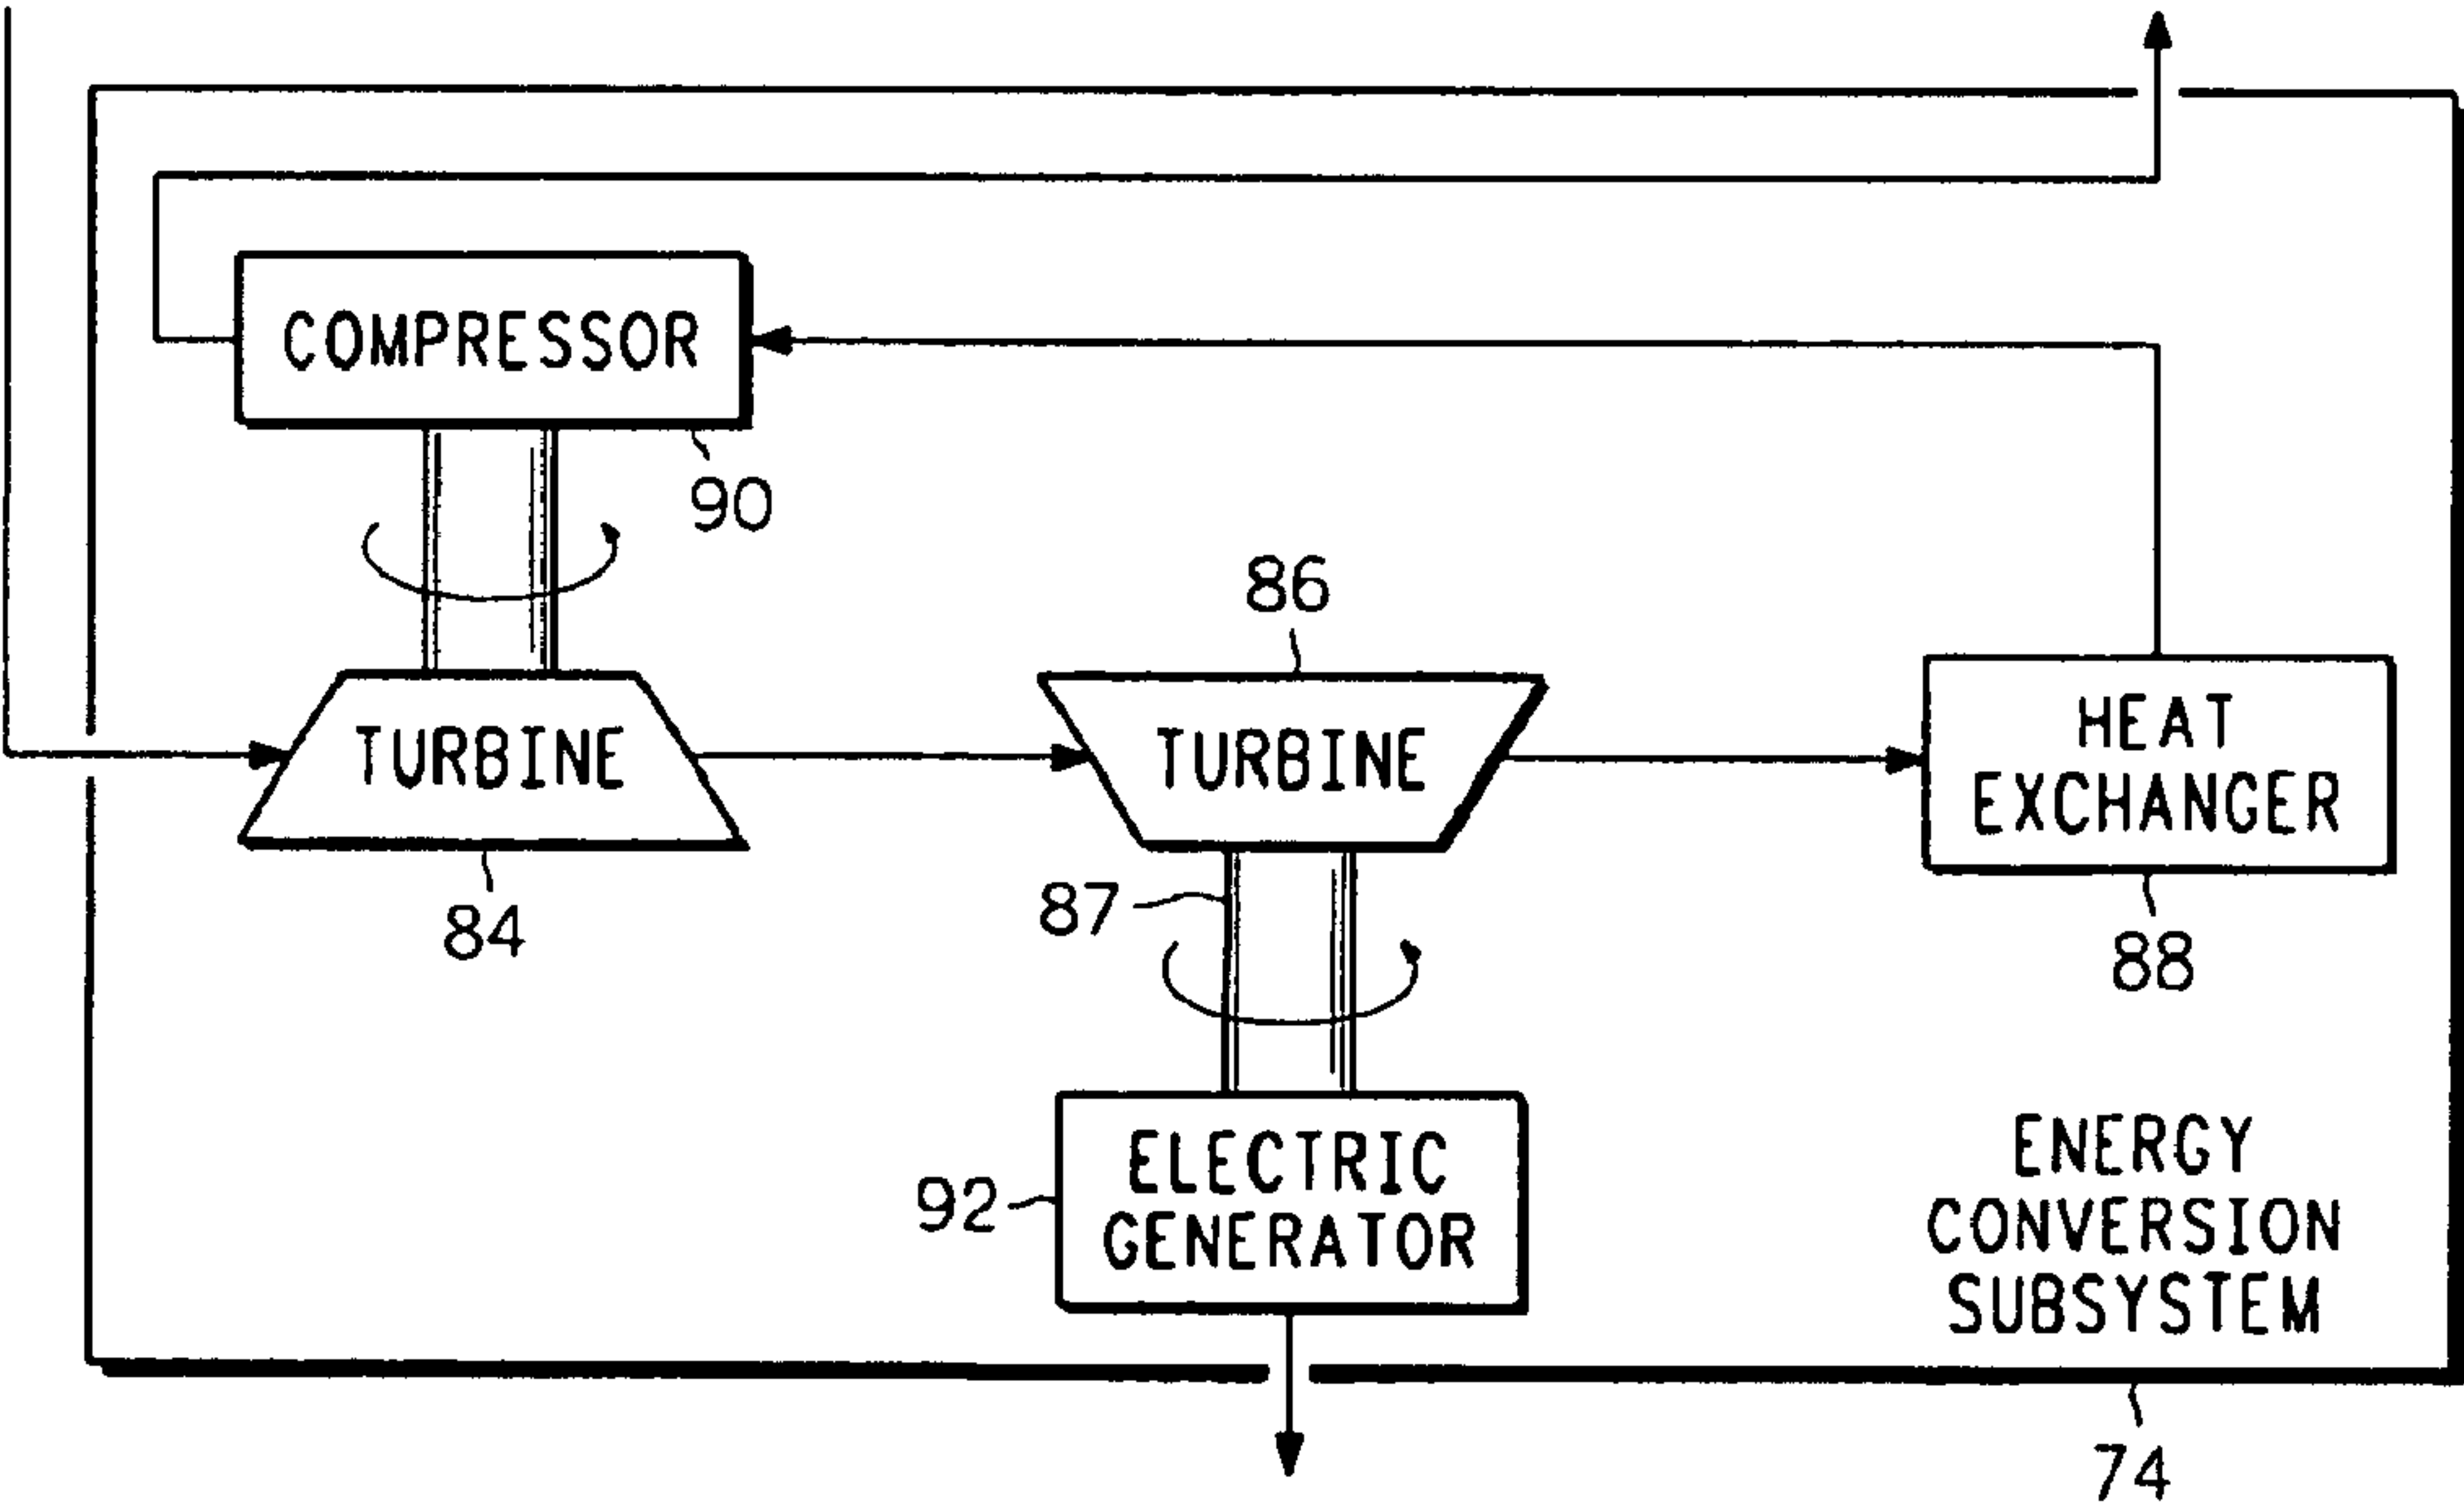 COMPRESSOR
90
86
TURBINE
TURBINE
HEAT
EXCHANGER
84
87
88
ELECTRIC
GENERATOR
92
ENERGY
CONVERSION
SUBSYSTEM
74